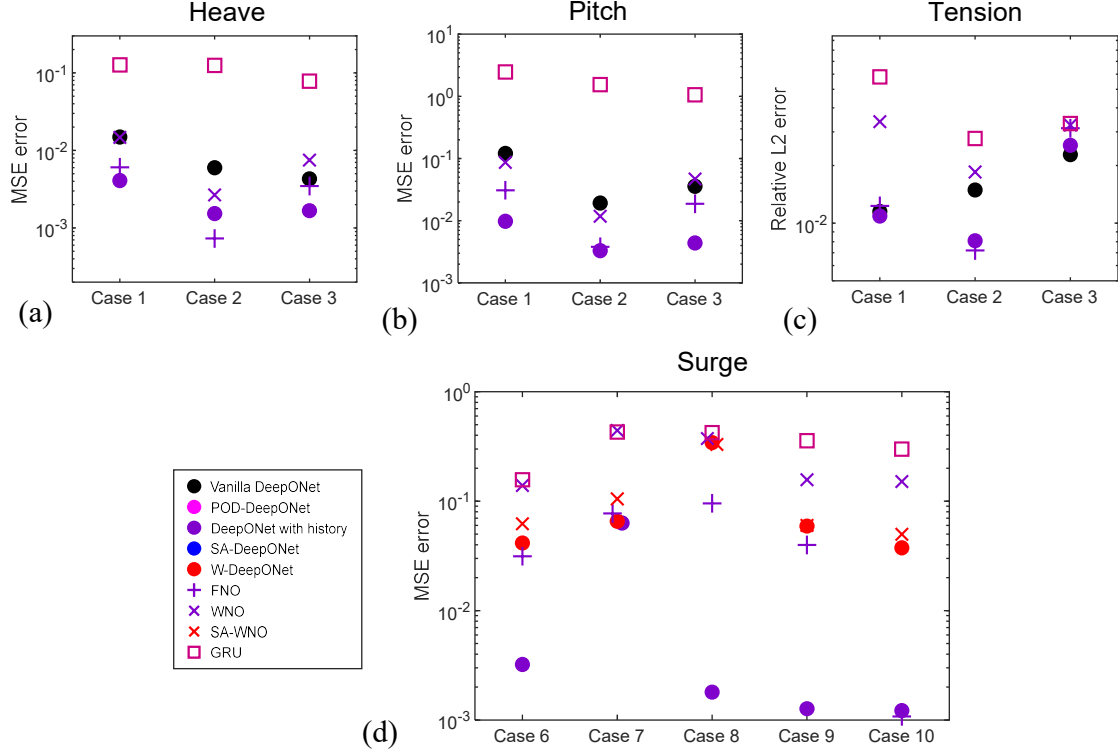 Heave
Pitch
Tension
MSE error
10^-1
10^-2
10^-3
Case 1 Case 2 Case 3
(a)
MSE error
10^1
10^0
10^-1
10^-2
10^-3
Case 1 Case 2 Case 3
(b)
Relative L2 error
10^-2
Case 1 Case 2 Case 3
(c)
Surge
MSE error
10^0
10^-1
10^-2
10^-3
Case 6 Case 7 Case 8 Case 9 Case 10
(d)
Vanilla DeepONet
POD-DeepONet
DeepONet with history
SA-DeepONet
W-DeepONet
FNO
WNO
SA-WNO
GRU